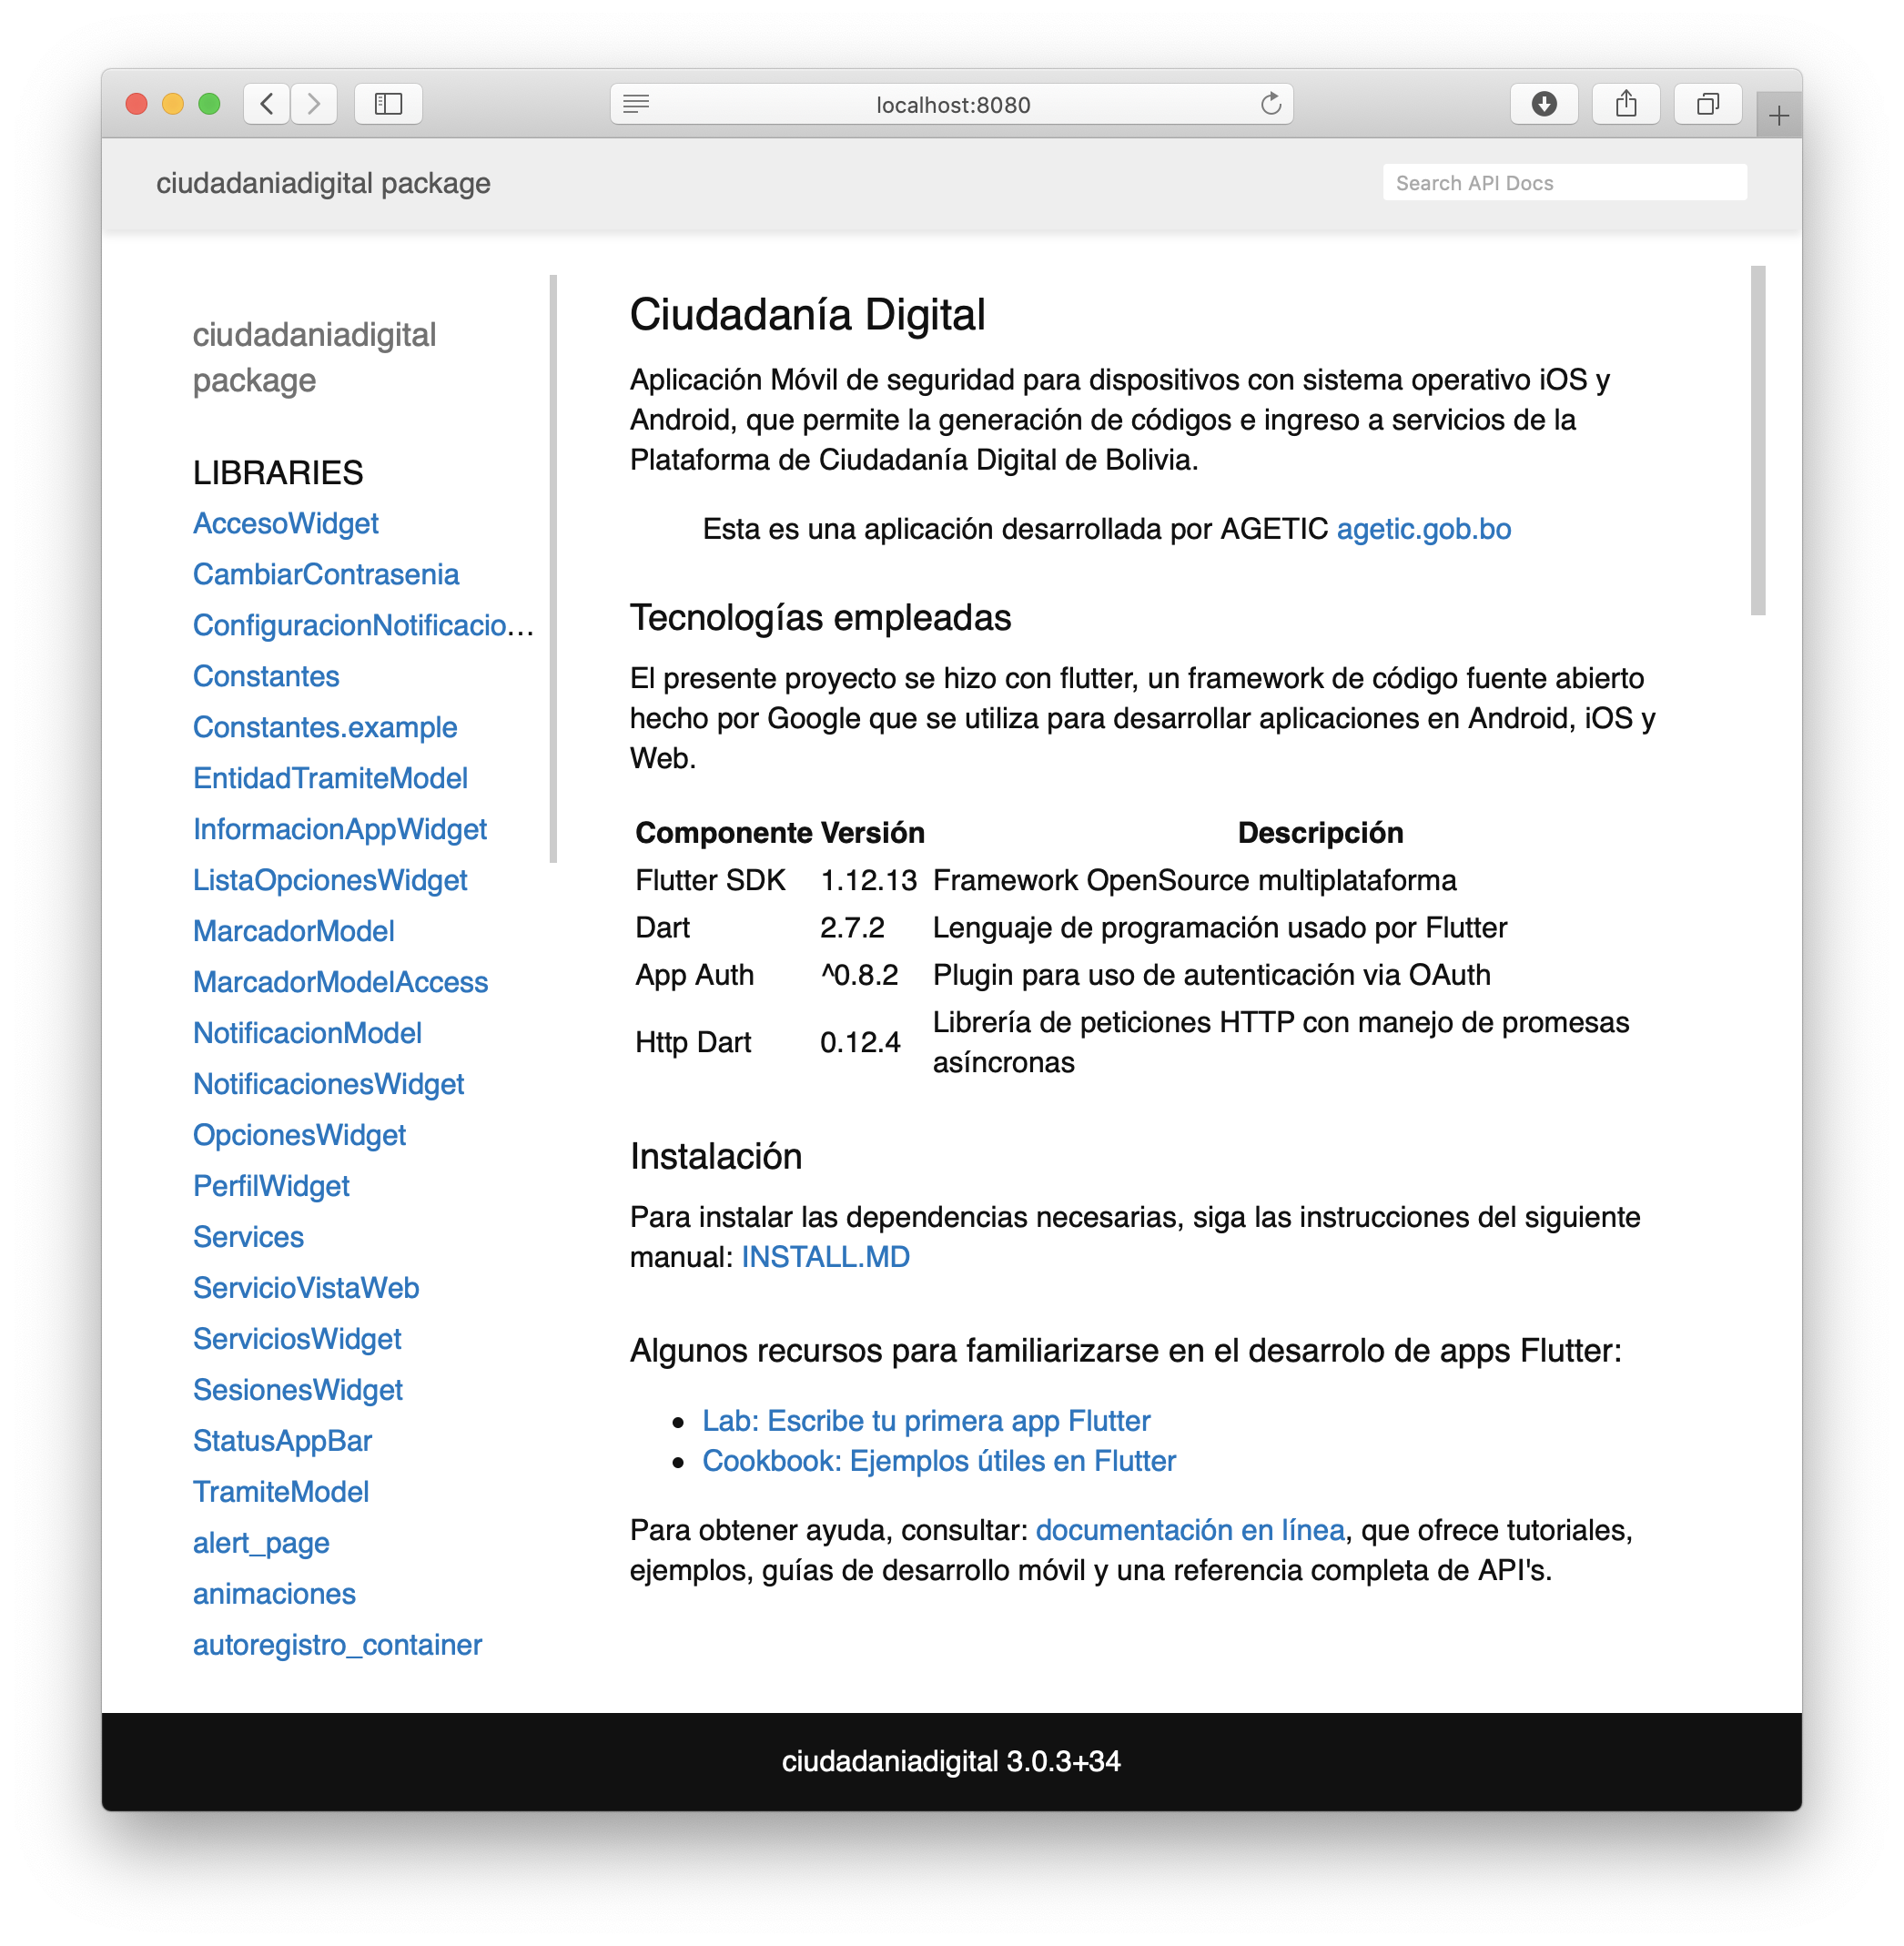 localhost:8080
ciudadaniadigital package
Search API Docs
ciudadaniadigital
package
LIBRARIES
AccesoWidget
CambiarContrasenia
ConfiguracionNotificacio...
Constantes
Constantes.example
EntidadTramiteModel
InformacionAppWidget
ListaOpcionesWidget
MarcadorModel
MarcadorModelAccess
NotificacionModel
NotificacionesWidget
OpcionesWidget
PerfilWidget
Services
ServicioVistaWeb
ServiciosWidget
SesionesWidget
StatusAppBar
TramiteModel
alert_page
animaciones
autoregistro_container
Ciudadanía Digital
Aplicación Móvil de seguridad para dispositivos con sistema operativo iOS y
Android, que permite la generación de códigos e ingreso a servicios de la
Plataforma de Ciudadanía Digital de Bolivia.
Esta es una aplicación desarrollada por AGETIC agetic.gob.bo
Tecnologías empleadas
El presente proyecto se hizo con flutter, un framework de código fuente abierto
hecho por Google que se utiliza para desarrollar aplicaciones en Android, iOS y
Web.
Componente Versión Descripción
Flutter SDK 1.12.13 Framework OpenSource multiplataforma
Dart 2.7.2 Lenguaje de programación usado por Flutter
App Auth ^0.8.2 Plugin para uso de autenticación via OAuth
Http Dart 0.12.4 Librería de peticiones HTTP con manejo de promesas
asíncronas
Instalación
Para instalar las dependencias necesarias, siga las instrucciones del siguiente
manual: INSTALL.MD
Algunos recursos para familiarizarse en el desarrolo de apps Flutter:
• Lab: Escribe tu primera app Flutter
• Cookbook: Ejemplos útiles en Flutter
Para obtener ayuda, consultar: documentación en línea, que ofrece tutoriales,
ejemplos, guías de desarrollo móvil y una referencia completa de API's.
ciudadaniadigital 3.0.3+34